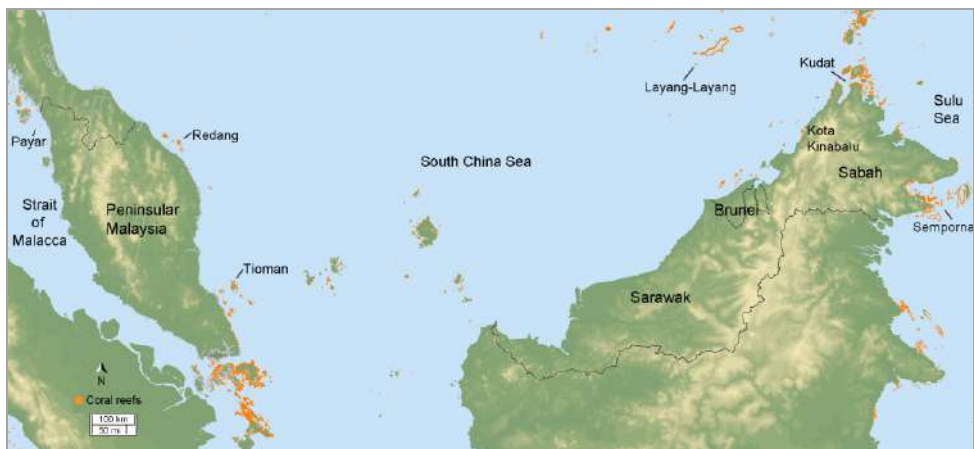 Kudat
Layang-Layang
Sulu
Sea
Payar
Redang
Kota
Kinabalu
South China Sea
Sabah
Strait
of
Malacca
Peninsular
Malaysia
Brunei
Semporna
Tioman
Sarawak
N
Coral reefs
100 km
50 mi